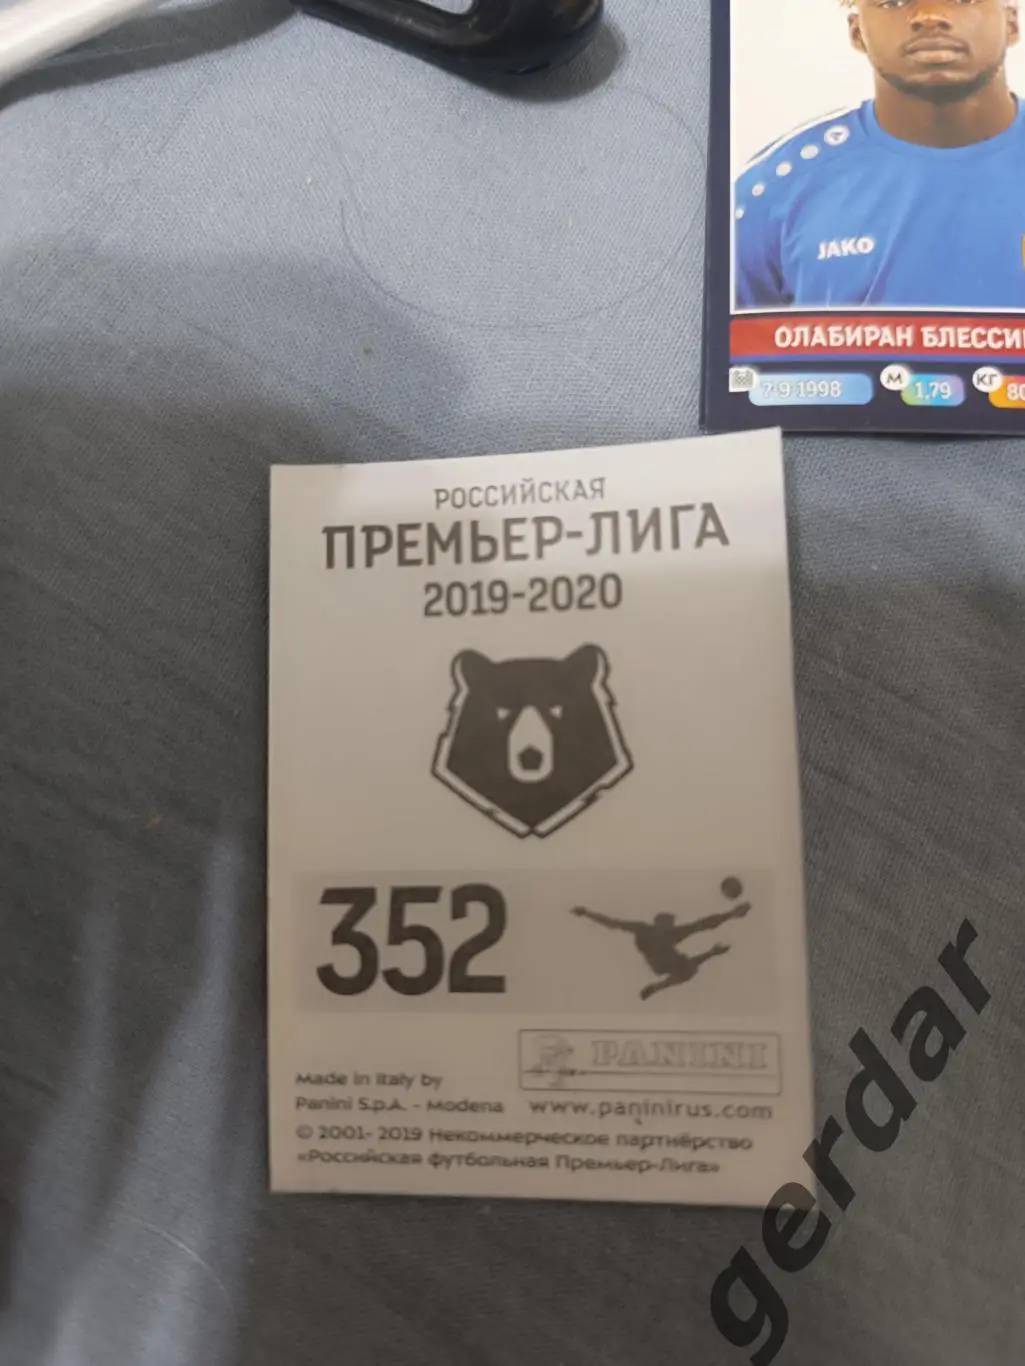 JAKO
ОЛАБИРАН БЛЕССИ
7-9-1998
М
1,79
КГ
80
РОССИЙСКАЯ
ПРЕМЬЕР-ЛИГА
2019-2020
352
PANINI
Made in Italy by
Panini S.p.A. - Modena
www.paninirus.com
© 2001- 2019 Некоммерческое партнёрство
«Российская футбольная Премьер-Лига»
gerdar